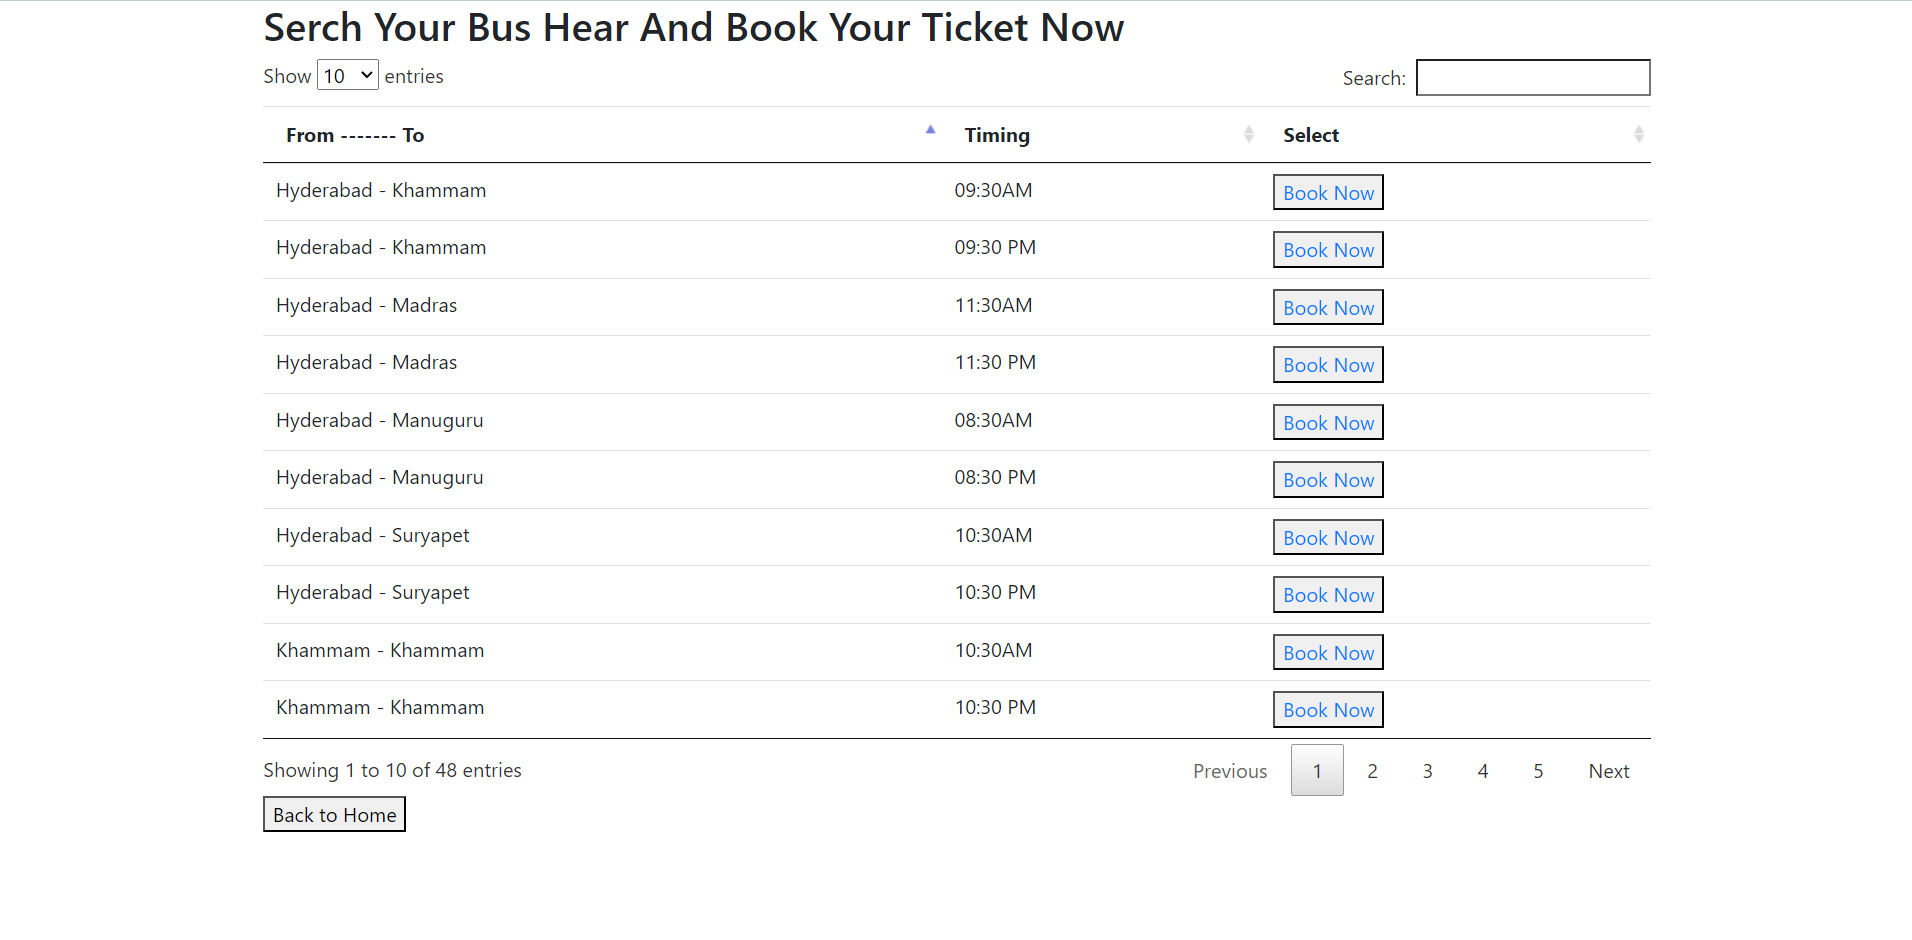 Serch Your Bus Hear And Book Your Ticket Now
Show 10 entries Search:
From ------- To Timing Select
Hyderabad - Khammam 09:30AM Book Now
Hyderabad - Khammam 09:30 PM Book Now
Hyderabad - Madras 11:30AM Book Now
Hyderabad - Madras 11:30 PM Book Now
Hyderabad - Manuguru 08:30AM Book Now
Hyderabad - Manuguru 08:30 PM Book Now
Hyderabad - Suryapet 10:30AM Book Now
Hyderabad - Suryapet 10:30 PM Book Now
Khammam - Khammam 10:30AM Book Now
Khammam - Khammam 10:30 PM Book Now
Showing 1 to 10 of 48 entries Previous 1 2 3 4 5 Next
Back to Home